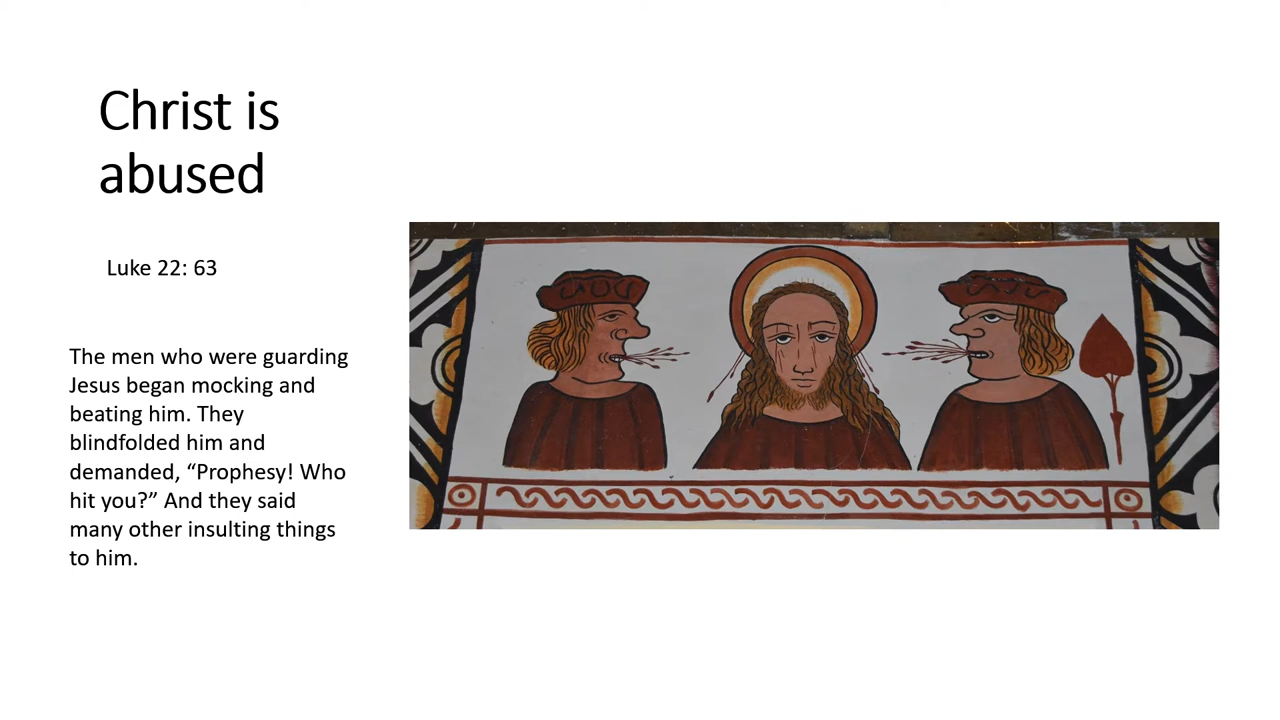 Christ is
abused
Luke 22: 63
The men who were guarding
Jesus began mocking and
beating him. They
blindfolded him and
demanded, “Prophesy! Who
hit you?” And they said
many other insulting things
to him.